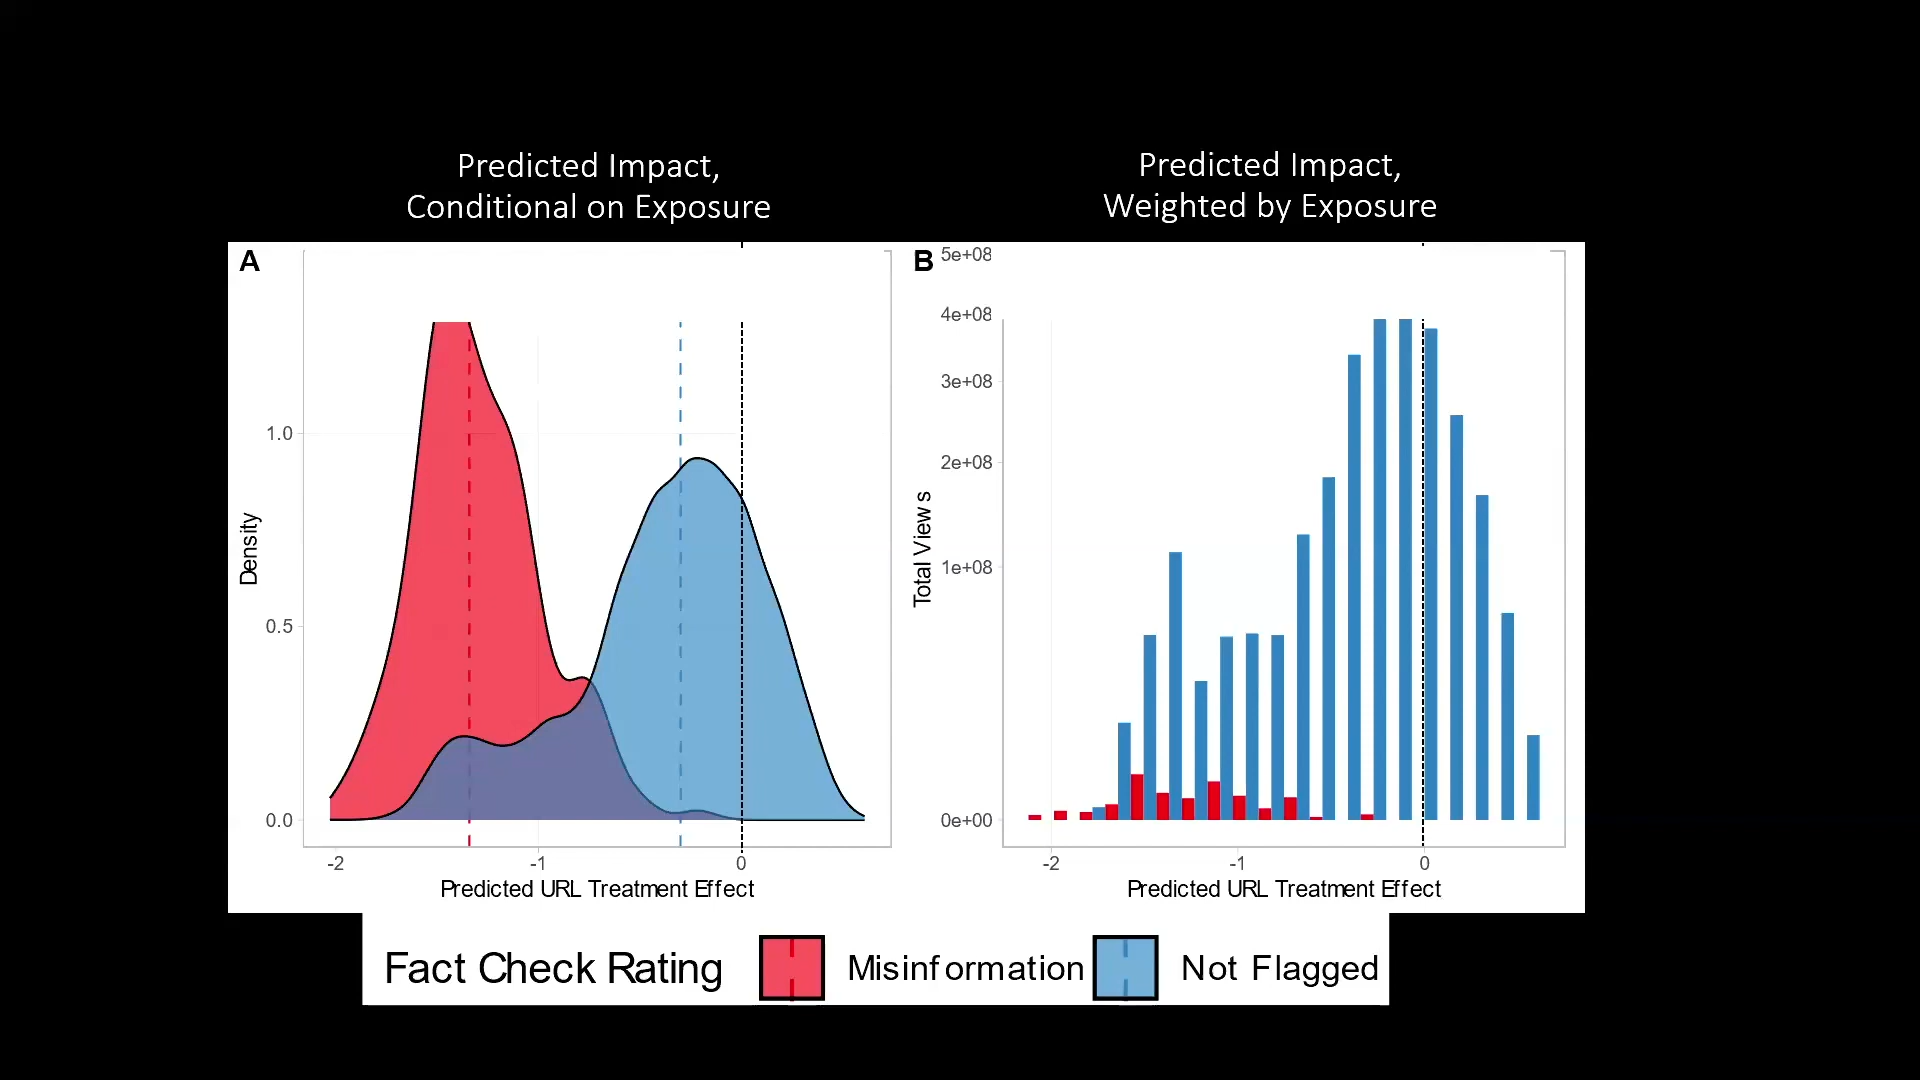 Predicted Impact,
Conditional on Exposure
Predicted Impact,
Weighted by Exposure
A
Density
1.0
0.5
0.0
-2
-1
0
Predicted URL Treatment Effect
B
Total Views
5e+08
4e+08
3e+08
2e+08
1e+08
0e+00
-2
-1
0
Predicted URL Treatment Effect
Fact Check Rating
Misinformation
Not Flagged